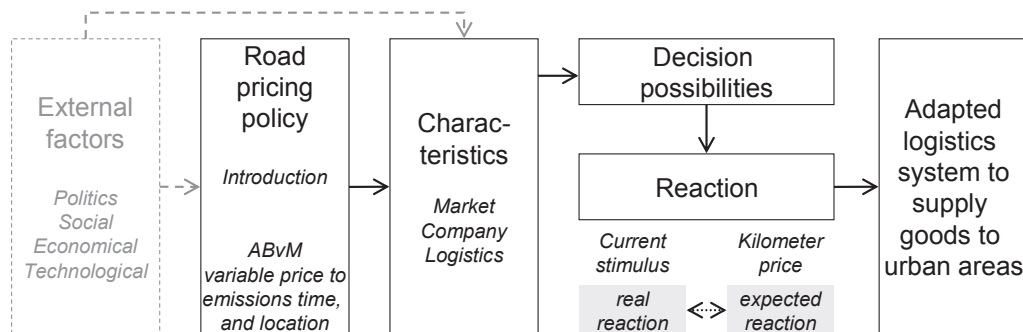 External
factors
Politics
Social
Economical
Technological
Road
pricing
policy
Introduction
ABvM
variable price to
emissions time,
and location
Charac-
teristics
Market
Company
Logistics
Decision
possibilities
Reaction
Current
stimulus
Kilometer
price
real
reaction
expected
reaction
Adapted
logistics
system to
supply
goods to
urban areas